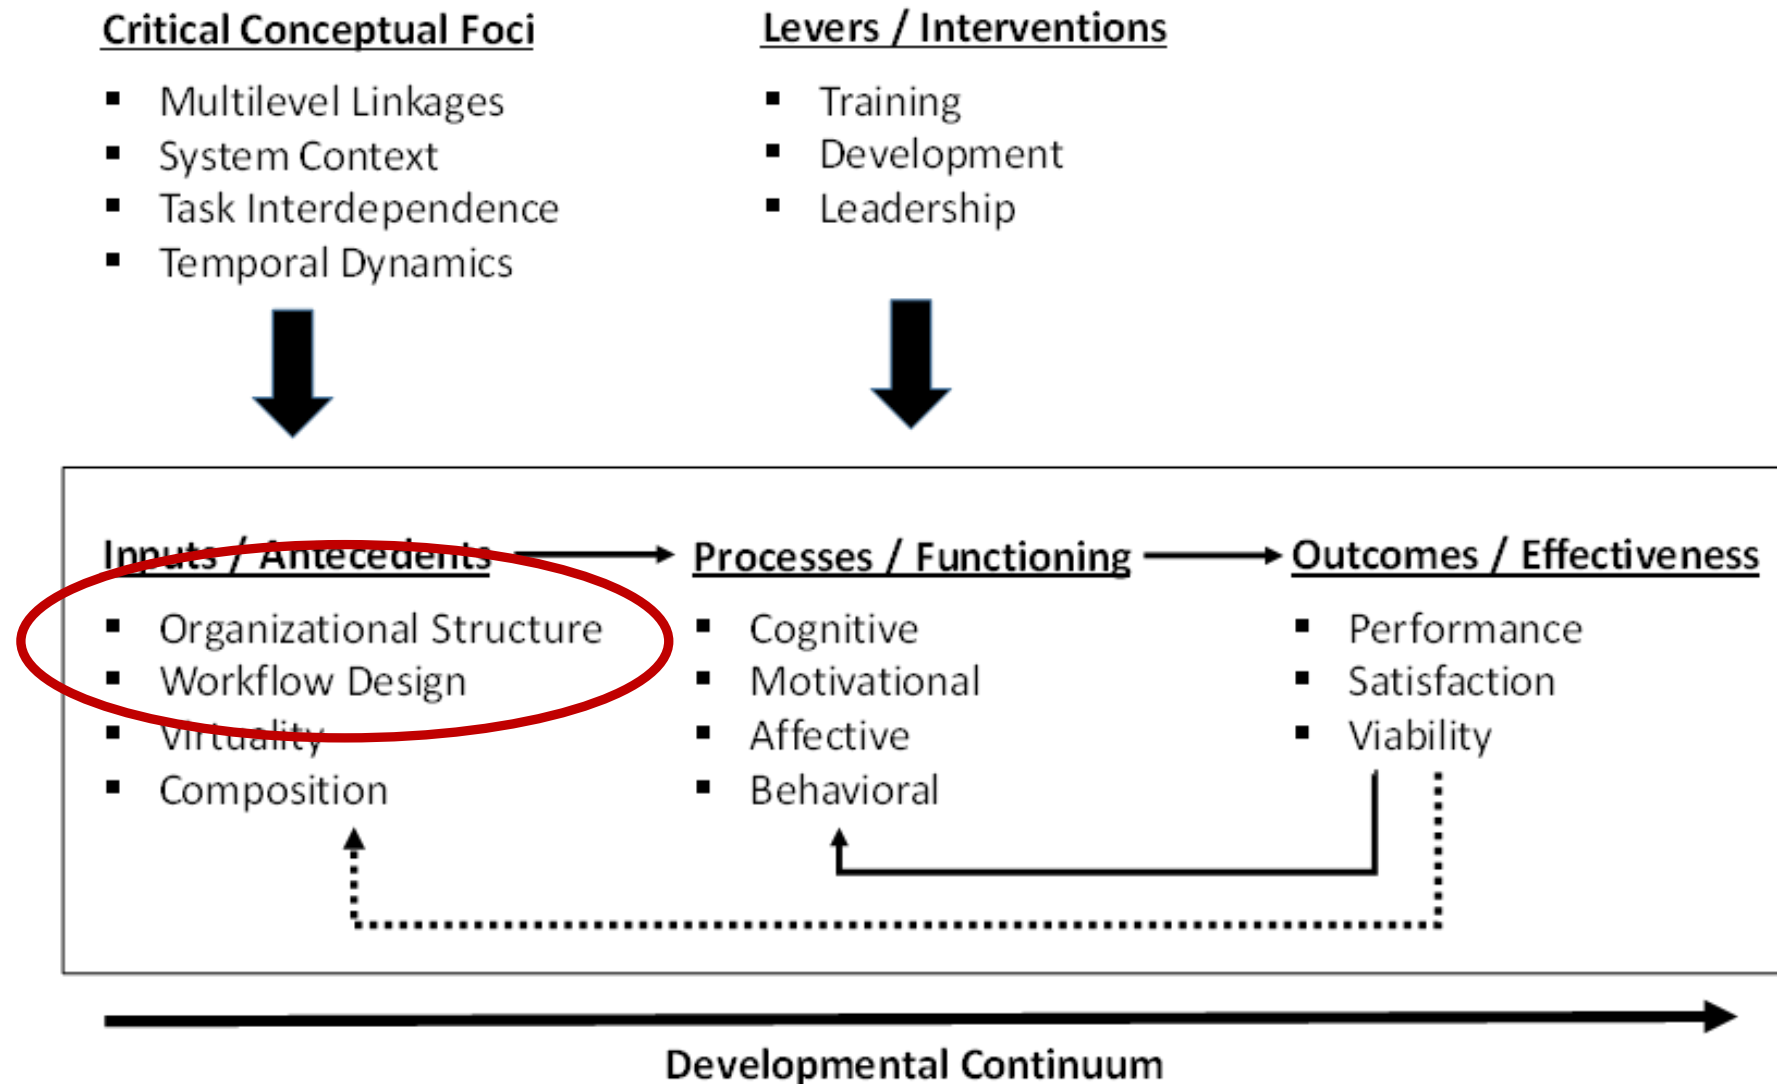 Critical Conceptual Foci
Multilevel Linkages
System Context
Task Interdependence
Temporal Dynamics
Levers / Interventions
Training
Development
Leadership
Inputs / Antecedents
Organizational Structure
Workflow Design
Virtuality
Composition
Processes / Functioning
Cognitive
Motivational
Affective
Behavioral
Outcomes / Effectiveness
Performance
Satisfaction
Viability
Developmental Continuum